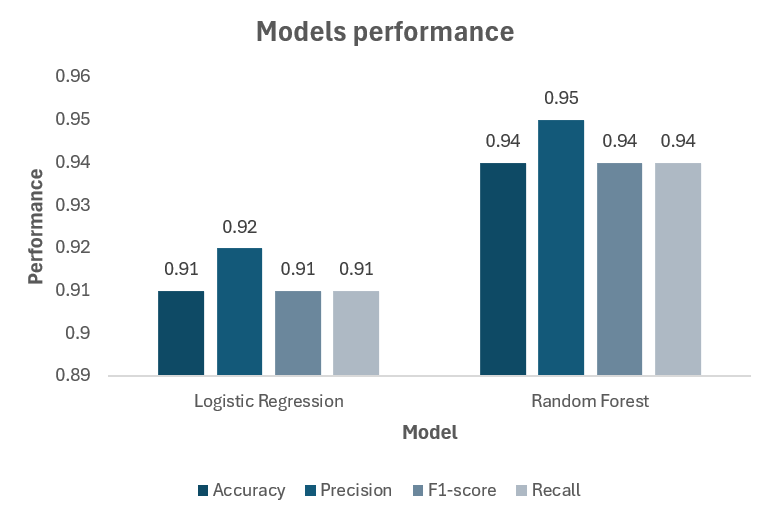 Models performance
0.96
0.95
0.94
0.93
0.92
0.91
0.9
0.89
Performance
0.91
0.92
0.91
0.91
0.94
0.95
0.94
0.94
Logistic Regression
Random Forest
Model
Accuracy Precision F1-score Recall